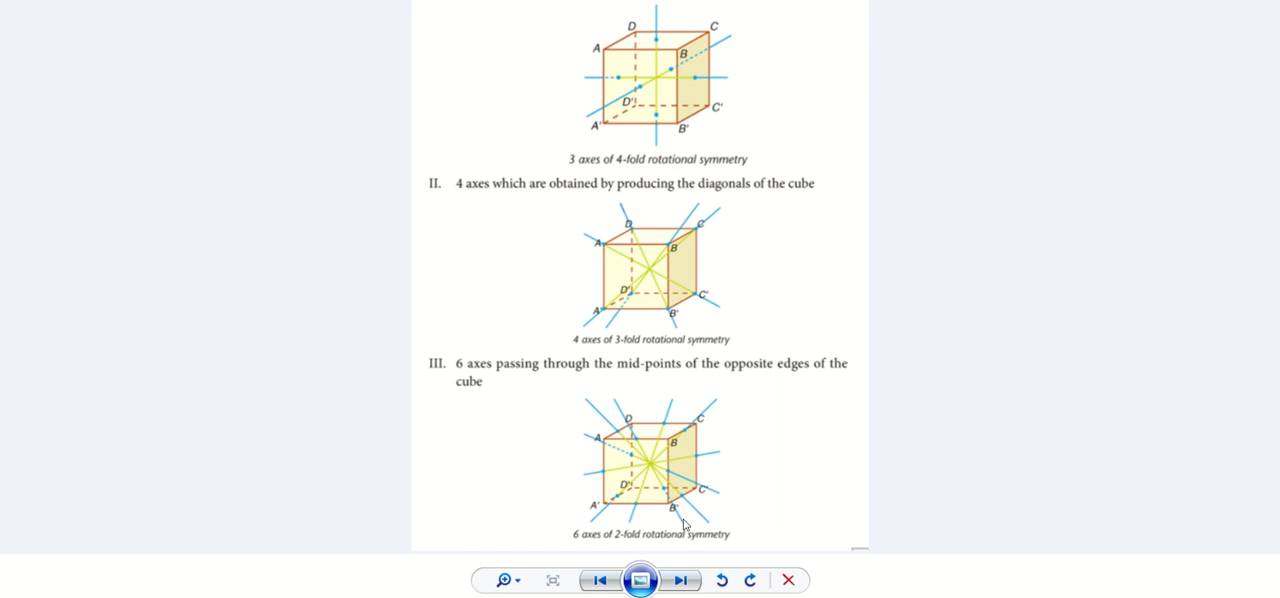 D
C
A
B
D'
C'
A'
B'
3 axes of 4-fold rotational symmetry
II. 4 axes which are obtained by producing the diagonals of the cube
D
C
A
B
D'
C'
A'
B'
4 axes of 3-fold rotational symmetry
III. 6 axes passing through the mid-points of the opposite edges of the
cube
D
C
A
B
D'
C'
A'
B'
6 axes of 2-fold rotational symmetry